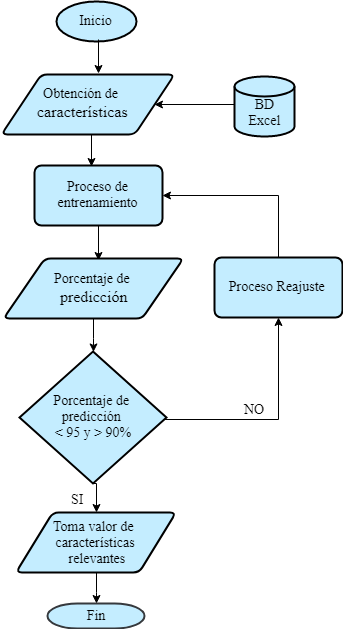 Inicio
Obtención de
características
BD
Excel
Proceso de
entrenamiento
Porcentaje de
predicción
Proceso Reajuste
Porcentaje de
predicción
< 95 y > 90%
NO
SI
Toma valor de
características
relevantes
Fin